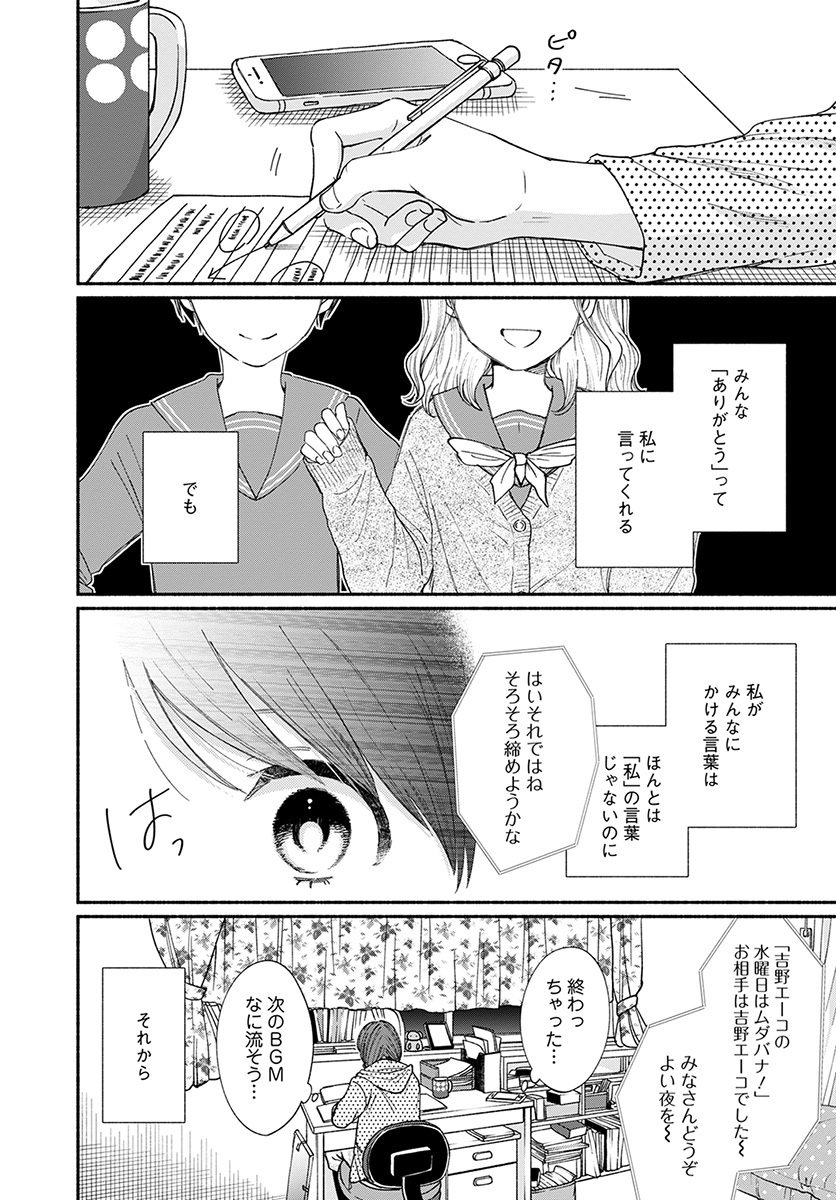 ピタ…
みんな
「ありがとう」って
私に
言ってくれる
でも
私が
みんなに
かける言葉は
ほんとは
「私」の言葉
じゃないのに
はいそれではね
そろそろ締めようかな
はっ
「吉野エーコの
水曜日はムダバナ！」
お相手は吉野エーコでした〜
みなさんどうぞ
よい夜を〜
終わっ
ちゃった…
次のBGM
なに流そう…
それから